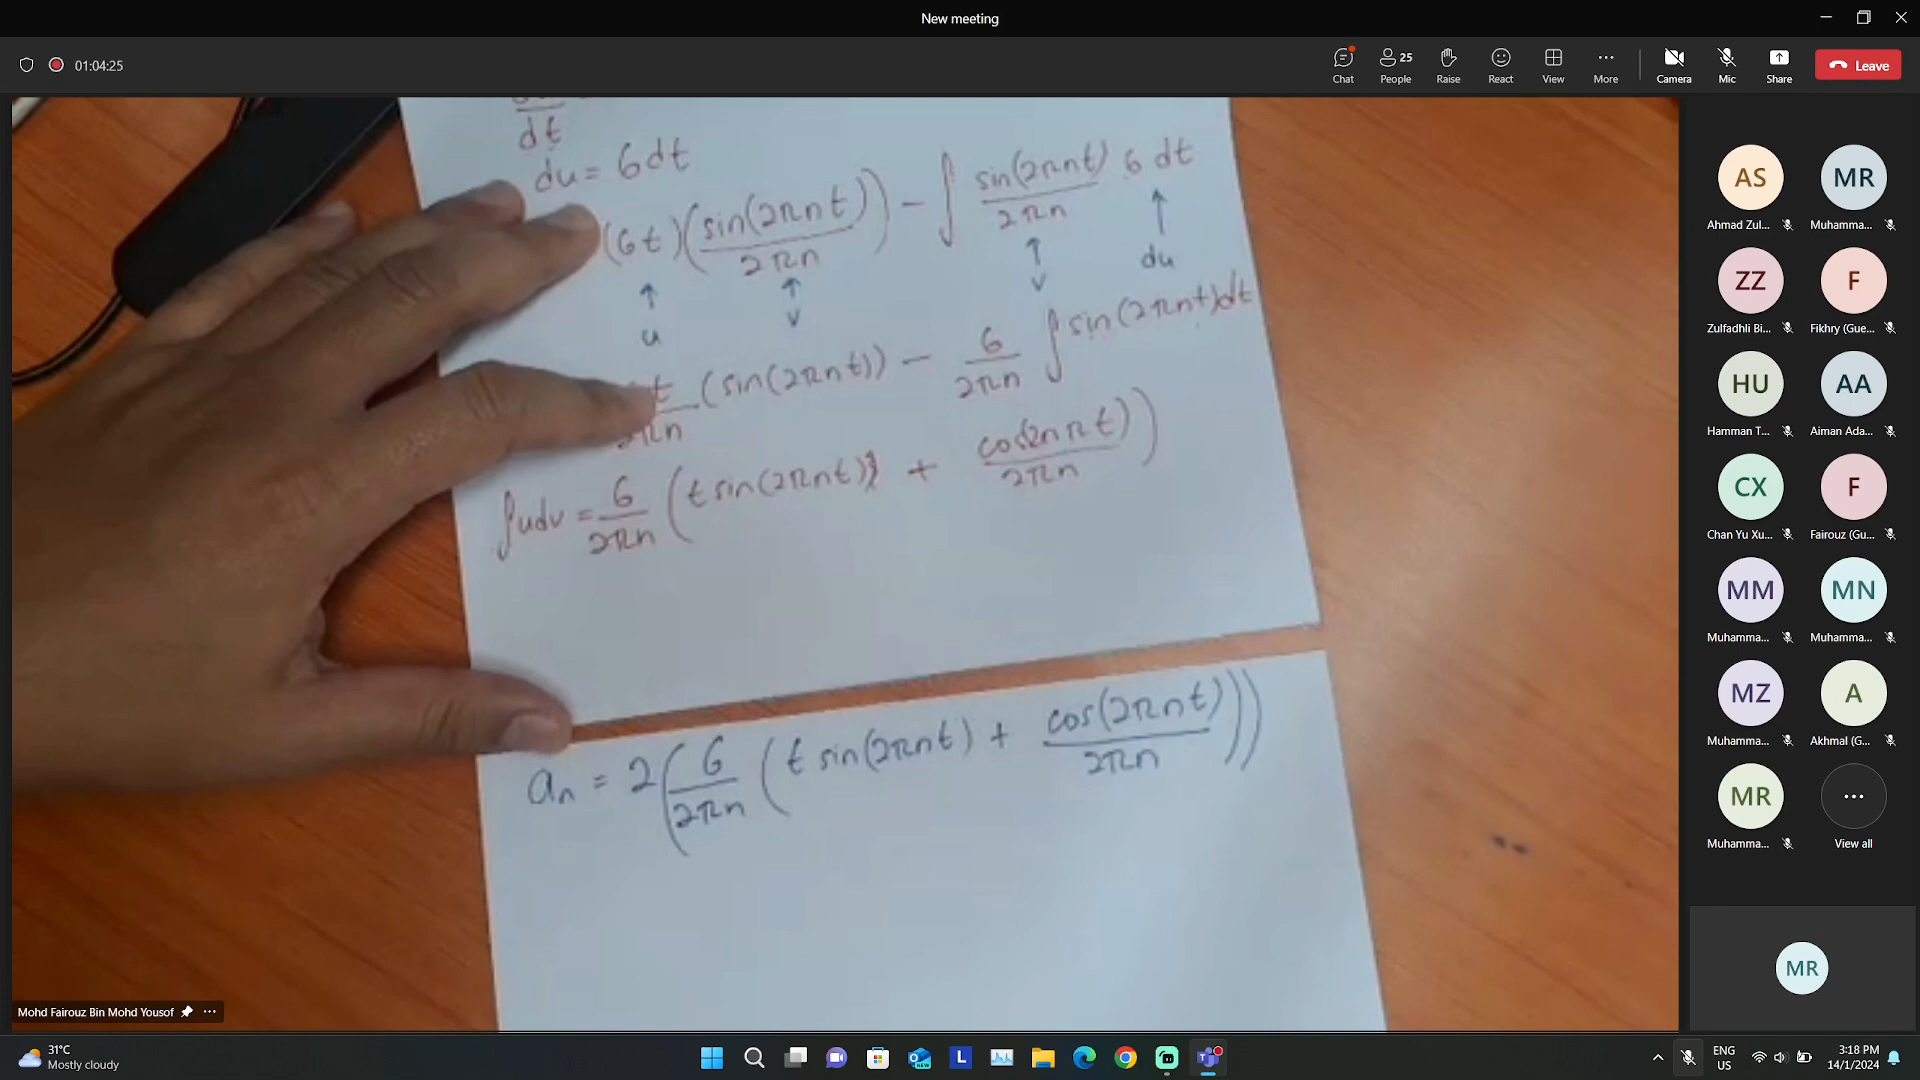 New meeting
01:04:25
Chat
25
People
Raise
React
View
More
Camera
Mic
Share
Leave
dt
du = 6dt
(6t)(sin(2πnt)/2πn) − ∫ sin(2πnt)/2πn 6 dt
↑ ↑ ↑ ↑
u v v du
t/2πn (sin(2πnt)) − 6/2πn ∫ sin(2πnt)dt
∫udv = 6/2πn (t sin(2πnt) + cos(2nπt)/2πn)
an = 2(6/2πn (t sin(2πnt) + cos(2πnt)/2πn))
Mohd Fairouz Bin Mohd Yousof
AS
Ahmad Zul...
MR
Muhamma...
ZZ
Zulfadhli Bi...
F
Fikhry (Gue...
HU
Hamman T...
AA
Aiman Ada...
CX
Chan Yu Xu...
F
Fairouz (Gu...
MM
Muhamma...
MN
Muhamma...
MZ
Muhamma...
A
Akhmal (G...
MR
Muhamma...
View all
MR
31°C
Mostly cloudy
NEW
L
ENG
US
3:18 PM
14/1/2024